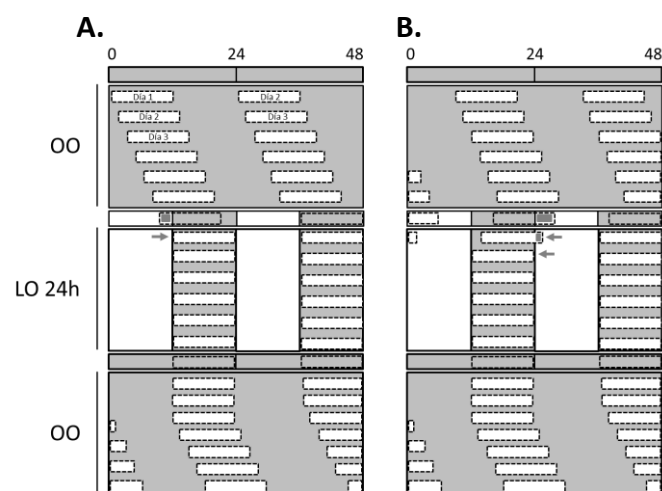 A.
B.
0 24 48
0 24 48
OO
Día 1 Día 2
Día 2 Día 3
Día 3
LO 24h
OO